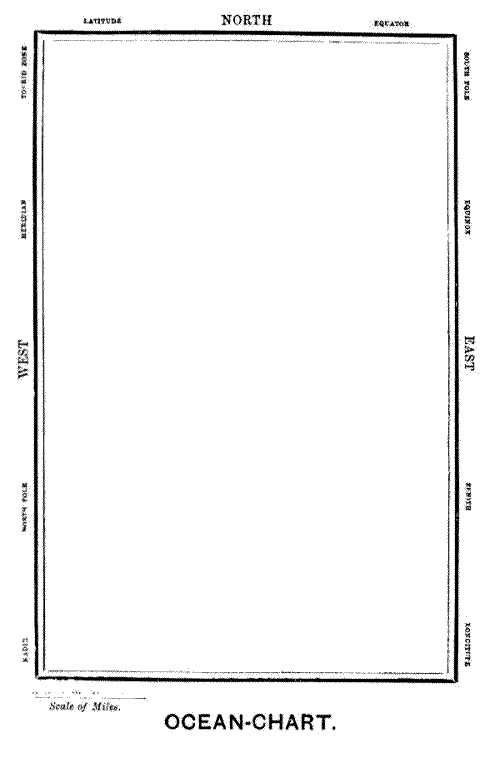 LATITUDE NORTH EQUATOR
TORRID ZONE
MERIDIAN
WEST
NORTH POLE
NADIR
SOUTH POLE
EQUINOX
EAST
ZENITH
LONGITUDE
Scale of Miles.
OCEAN-CHART.